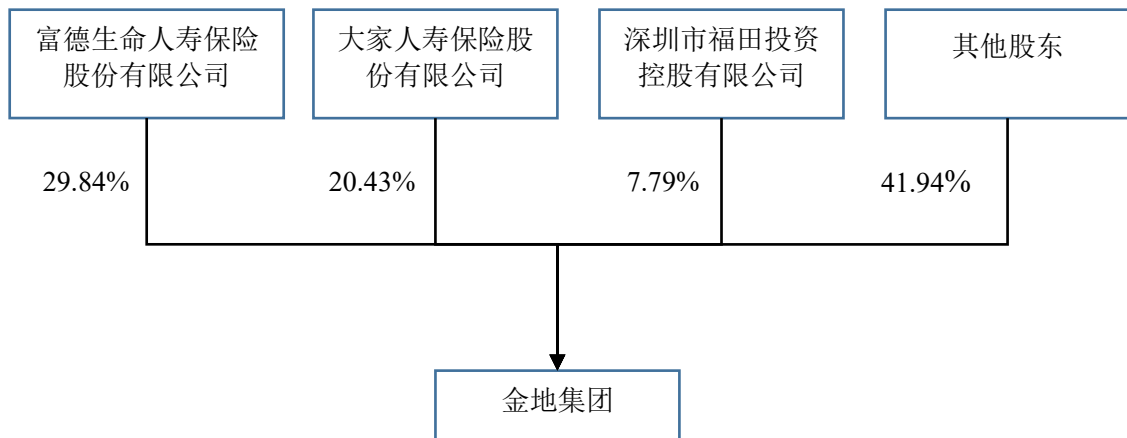 富德生命人寿保险
股份有限公司
大家人寿保险股
份有限公司
深圳市福田投资
控股有限公司
其他股东
29.84%
20.43%
7.79%
41.94%
金地集团